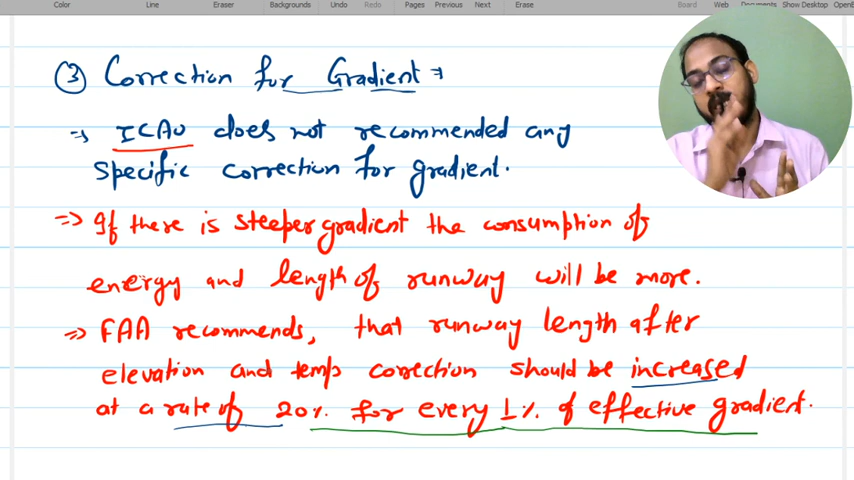 Color Line Eraser Backgrounds Undo Redo Pages Previous Next Erase Board Web Documents Show Desktop
③ Correction for Gradient ⇒
⇒ ICAO does not recommended any
specific correction for gradient.
⇒ If there is steeper gradient the consumption of
energy and length of runway will be more.
⇒ FAA recommends, that runway length after
elevation and temp corection should be increased
at a rate of 20%. for every 1% of effective gradient.